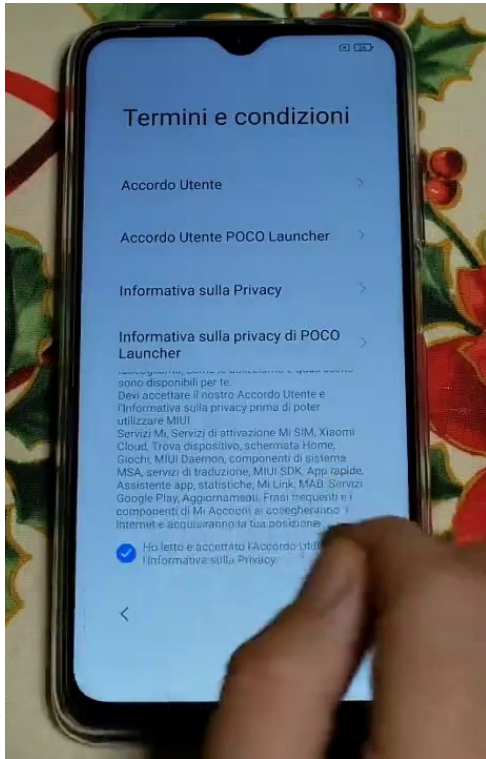 Termini e condizioni
Accordo Utente
Accordo Utente POCO Launcher
Informativa sulla Privacy
Informativa sulla privacy di POCO
Launcher
sono disponibili per te.
Devi accettare il nostro Accordo Utente e
l'Informativa sulla privacy prima di poter
utilizzare MIUI
Servizi Mi, Servizi di attivazione Mi SIM, Xiaomi
Cloud, Trova dispositivo, schermata Home,
Giochi, MIUI Daemon, componenti di sistema
MSA, servizi di traduzione, MIUI SDK, App rapide,
Assistente app, statistiche, Mi Link, MAB, Servizi
Google Play, Aggiornamenti, Frasi frequenti e i
componenti di Mi Account si collegheranno a
Internet e acquisiranno la tua posizione
Ho letto e accettato l'Accordo
l'Informativa sulla Privacy